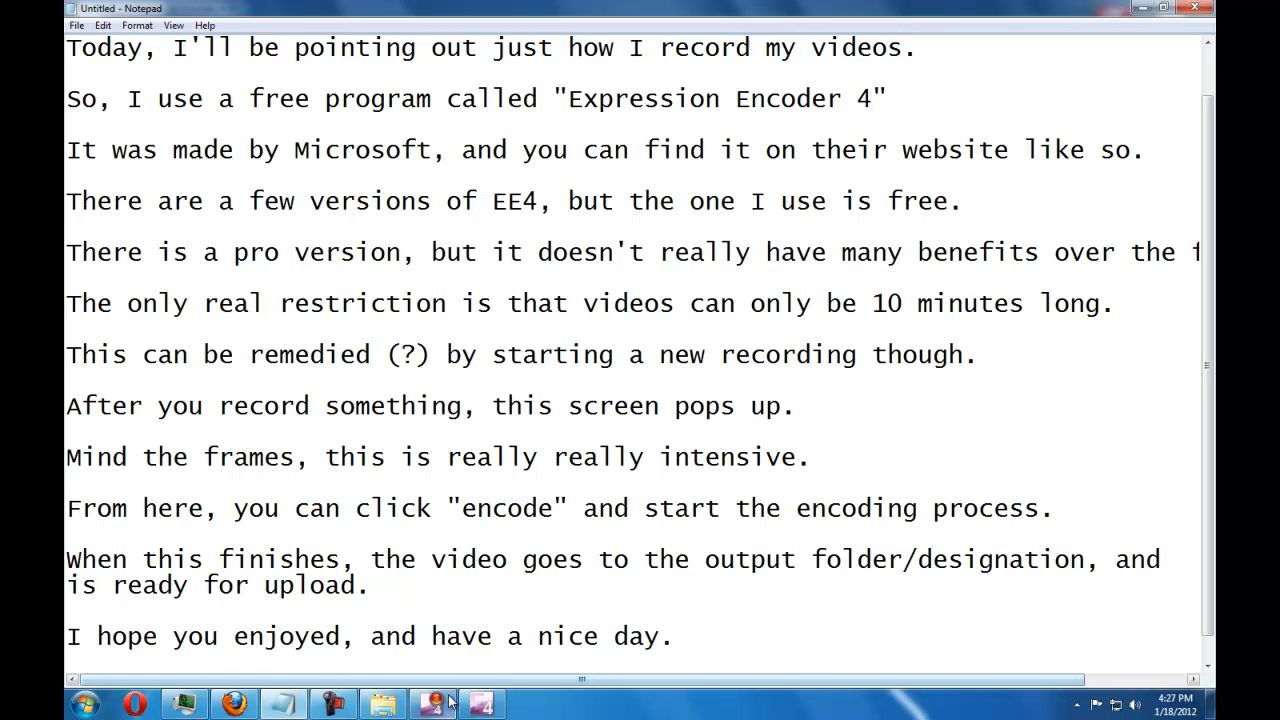 Untitled - Notepad
File Edit Format View Help
Today, I'll be pointing out just how I record my videos.
So, I use a free program called "Expression Encoder 4"
It was made by Microsoft, and you can find it on their website like so.
There are a few versions of EE4, but the one I use is free.
There is a pro version, but it doesn't really have many benefits over the
The only real restriction is that videos can only be 10 minutes long.
This can be remedied (?) by starting a new recording though.
After you record something, this screen pops up.
Mind the frames, this is really really intensive.
From here, you can click "encode" and start the encoding process.
When this finishes, the video goes to the output folder/designation, and
is ready for upload.
I hope you enjoyed, and have a nice day.
4
4
4:27 PM
1/18/2012